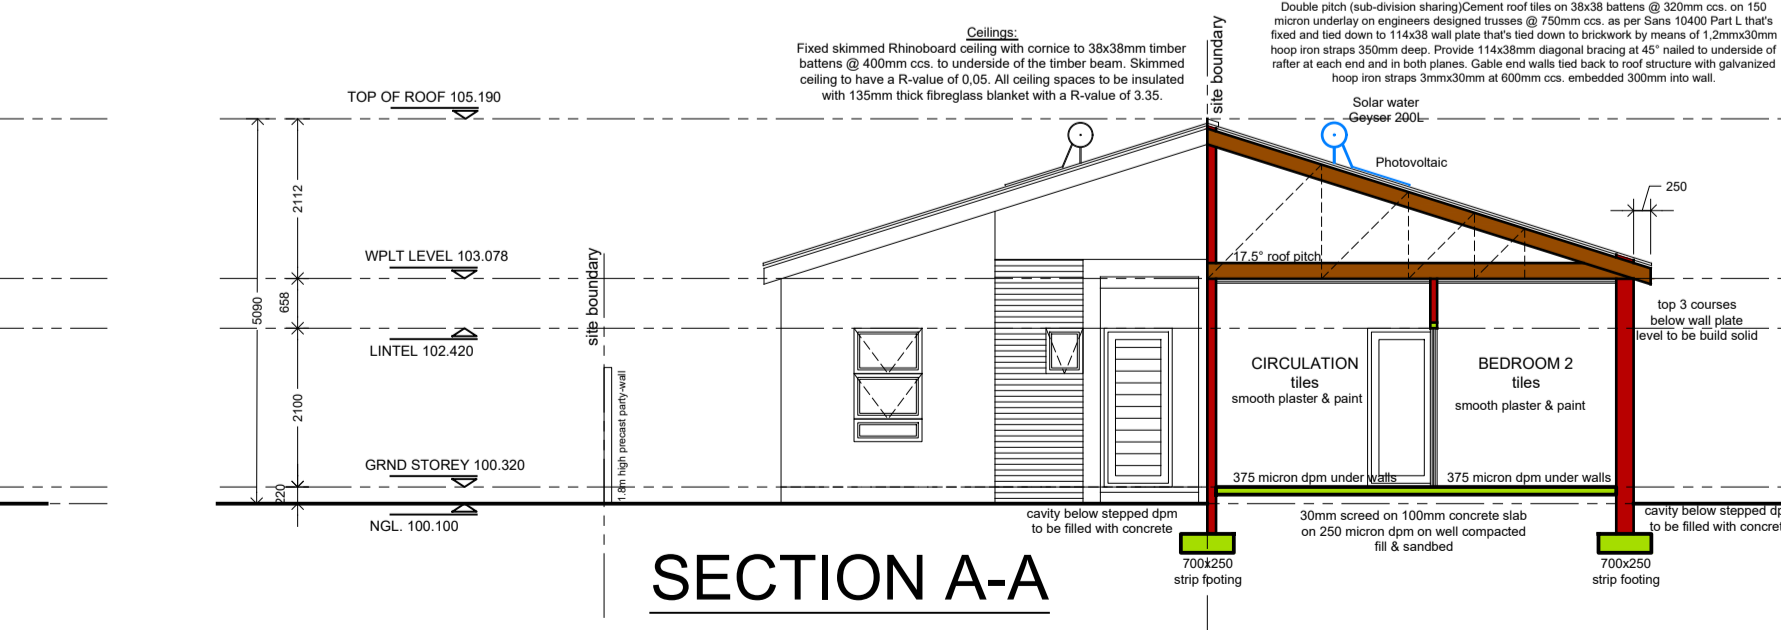 Double pitch (sub-division sharing)Cement roof tiles on 38x38 battens @ 320mm ccs. on 150
micron underlay on engineers designed trusses @ 750mm ccs. as per Sans 10400 Part L that's
fixed and tied down to 114x38 wall plate that's tied down to brickwork by means of 1,2mmx30mm
hoop iron straps 350mm deep. Provide 114x38mm diagonal bracing at 45° nailed to underside of
rafter at each end and in both planes. Gable end walls tied back to roof structure with galvanized
hoop iron straps 3mmx30mm at 600mm ccs. embedded 300mm into wall.
Ceilings:
Fixed skimmed Rhinoboard ceiling with cornice to 38x38mm timber
battens @ 400mm ccs. to underside of the timber beam. Skimmed
ceiling to have a R-value of 0,05. All ceiling spaces to be insulated
with 135mm thick fibreglass blanket with a R-value of 3.35.
site boundary
TOP OF ROOF 105.190
Solar water
Geyser 200L
Photovoltaic
250
2112
WPLT LEVEL 103.078
17.5° roof pitch
site boundary
5090
658
LINTEL 102.420
top 3 courses
below wall plate
level to be build solid
CIRCULATION
tiles
smooth plaster & paint
BEDROOM 2
tiles
smooth plaster & paint
2100
1.8m high precast party-wall
GRND STOREY 100.320
375 micron dpm under walls
375 micron dpm under walls
220
NGL. 100.100
cavity below stepped dpm
to be filled with concrete
30mm screed on 100mm concrete slab
on 250 micron dpm on well compacted
fill & sandbed
cavity below stepped dp
to be filled with concret
700x250
strip footing
700x250
strip footing
SECTION A-A